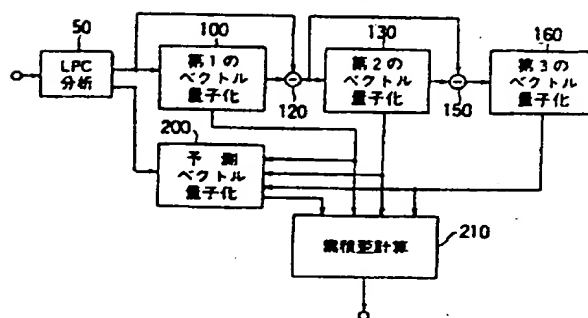 50
LPC
分析
100
第1の
ベクトル
量子化
120
130
第2の
ベクトル
量子化
150
160
第3の
ベクトル
量子化
200
予測
ベクトル
量子化
累積歪計算
210